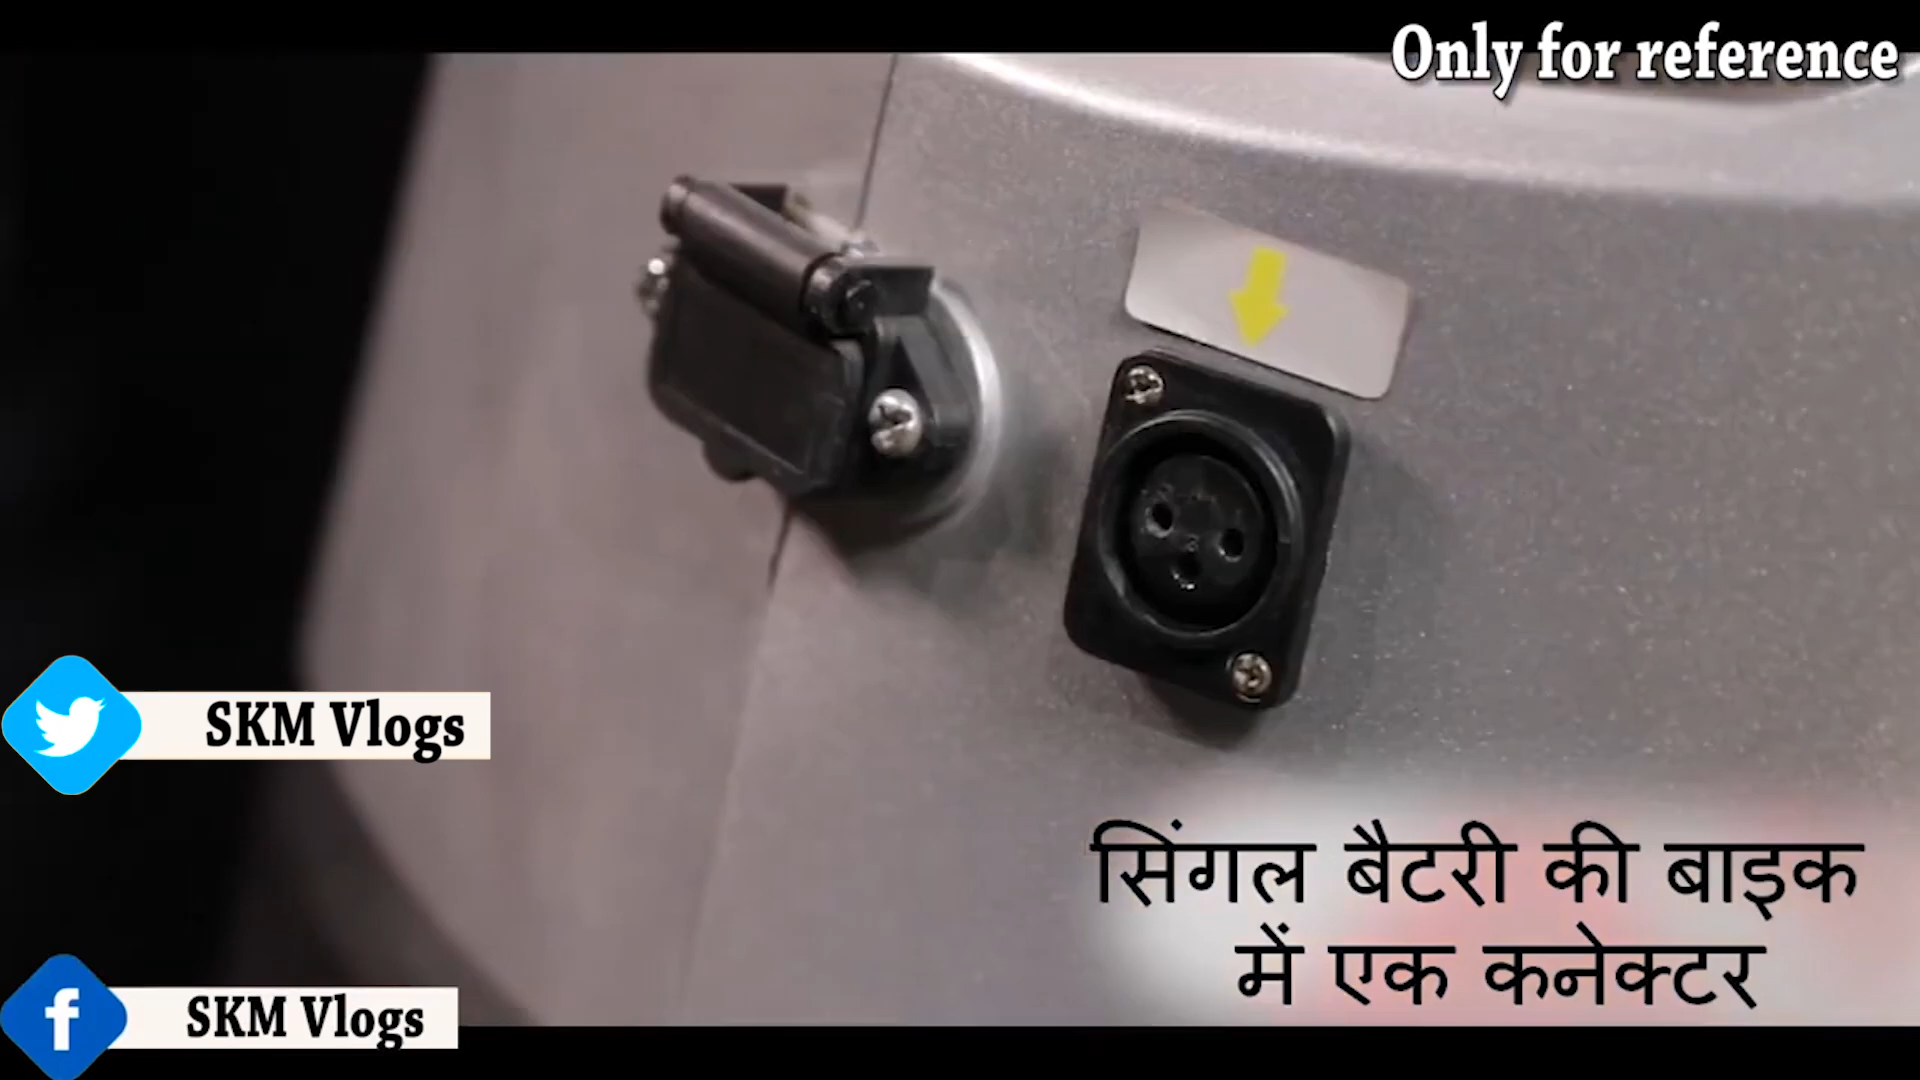 Only for reference
SKM Vlogs
सिंगल बैटरी की बाइक
में एक कनेक्टर
SKM Vlogs